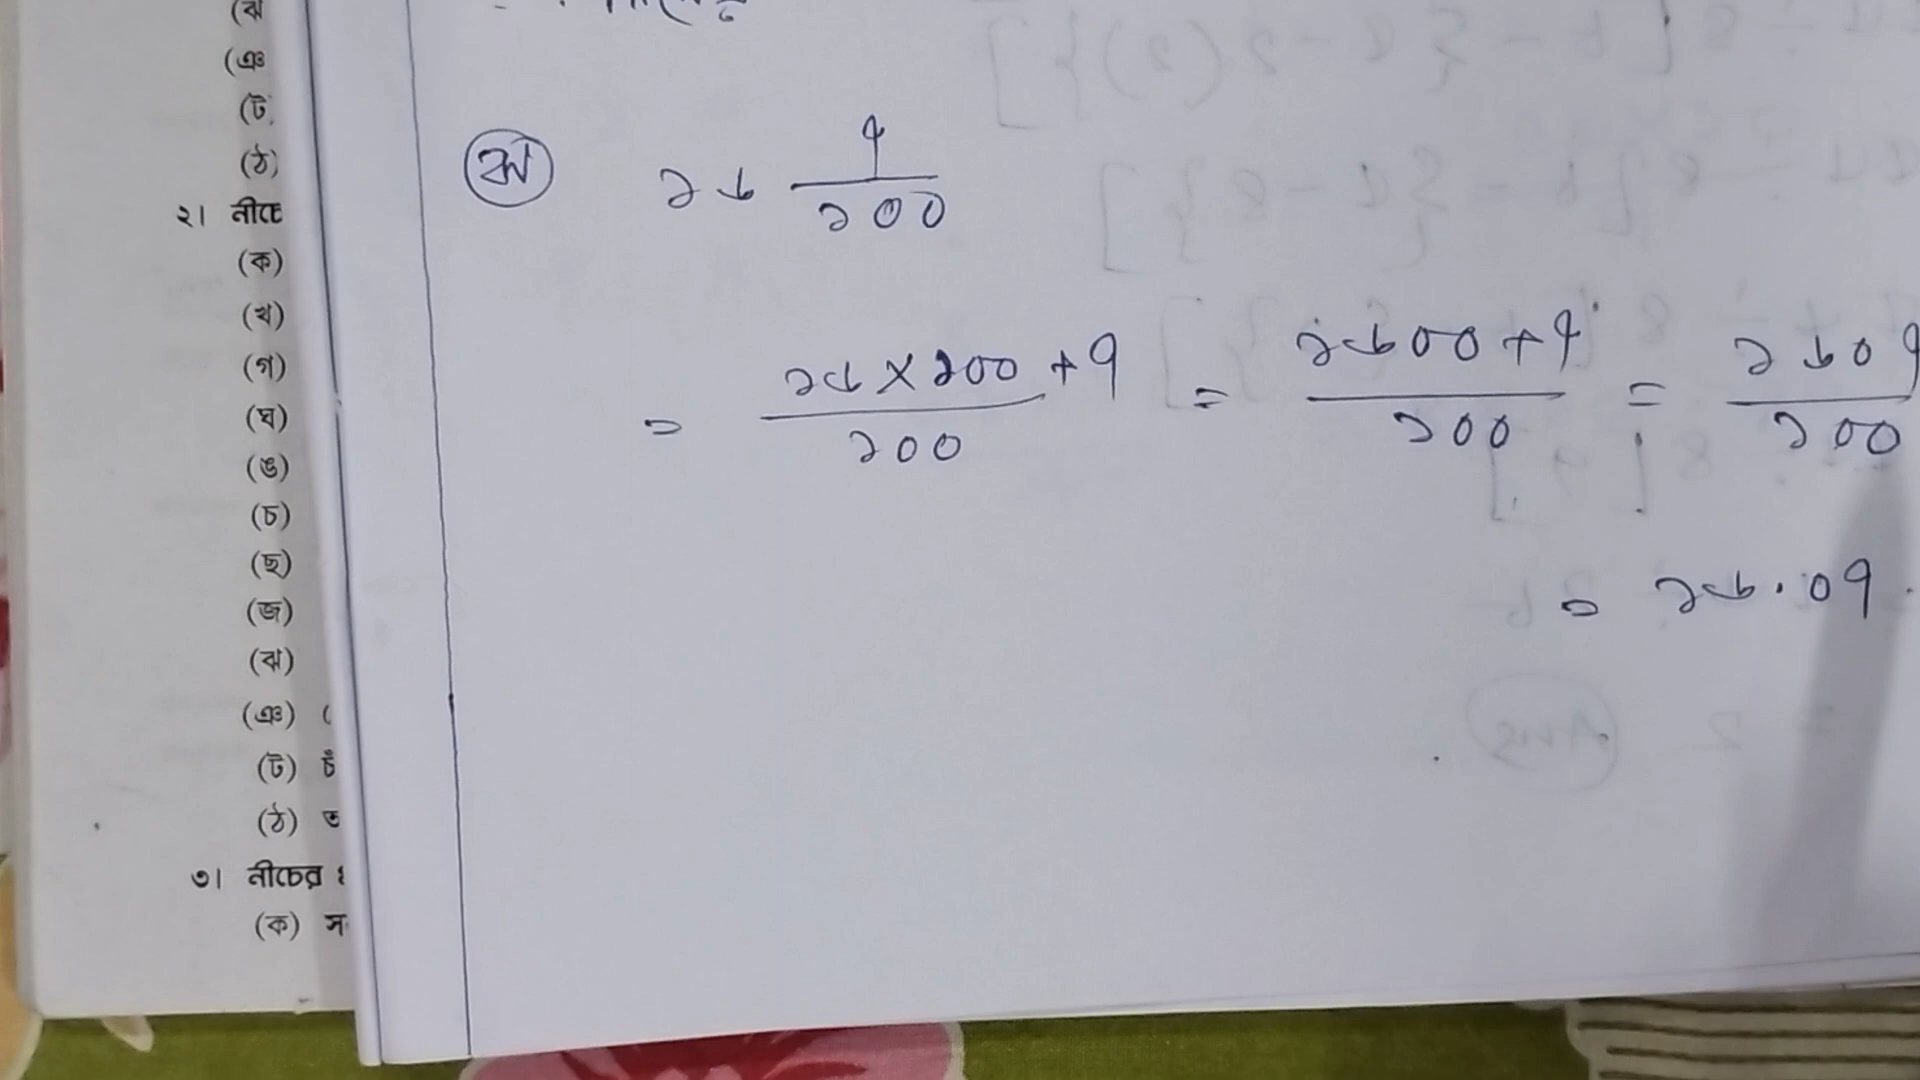 (ঝ
(ঞ
(ট
(ঠ)
২। নীচে
(ক)
(খ)
(গ)
(ঘ)
(ঙ)
(চ)
(ছ)
(জ)
(ঝ)
(ঞ) (
(ট) চঁ
(ঠ) ত
৩। নীচের
(ক) স
ঝ ১৮ ৭/১০০
= ১৮ × ১০০ + ৭ / ১০০ = ১৮০০ + ৭ / ১০০ = ১৮০৭ / ১০০
= ১৮.০৭